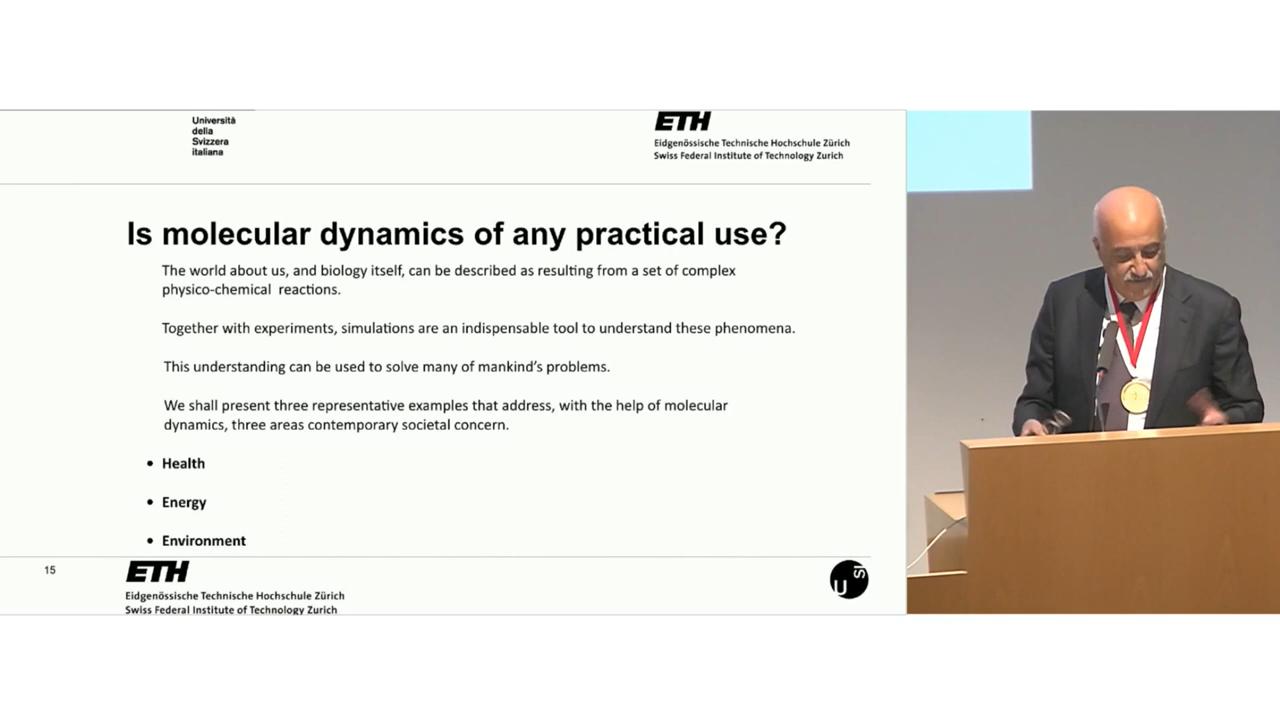 Università
della
Svizzera
italiana
ETH
Eidgenössische Technische Hochschule Zürich
Swiss Federal Institute of Technology Zurich
Is molecular dynamics of any practical use?
The world about us, and biology itself, can be described as resulting from a set of complex
physico-chemical reactions.
Together with experiments, simulations are an indispensable tool to understand these phenomena.
This understanding can be used to solve many of mankind's problems.
We shall present three representative examples that address, with the help of molecular
dynamics, three areas contemporary societal concern.
• Health
• Energy
• Environment
15
ETH
Eidgenössische Technische Hochschule Zürich
Swiss Federal Institute of Technology Zurich
U SI